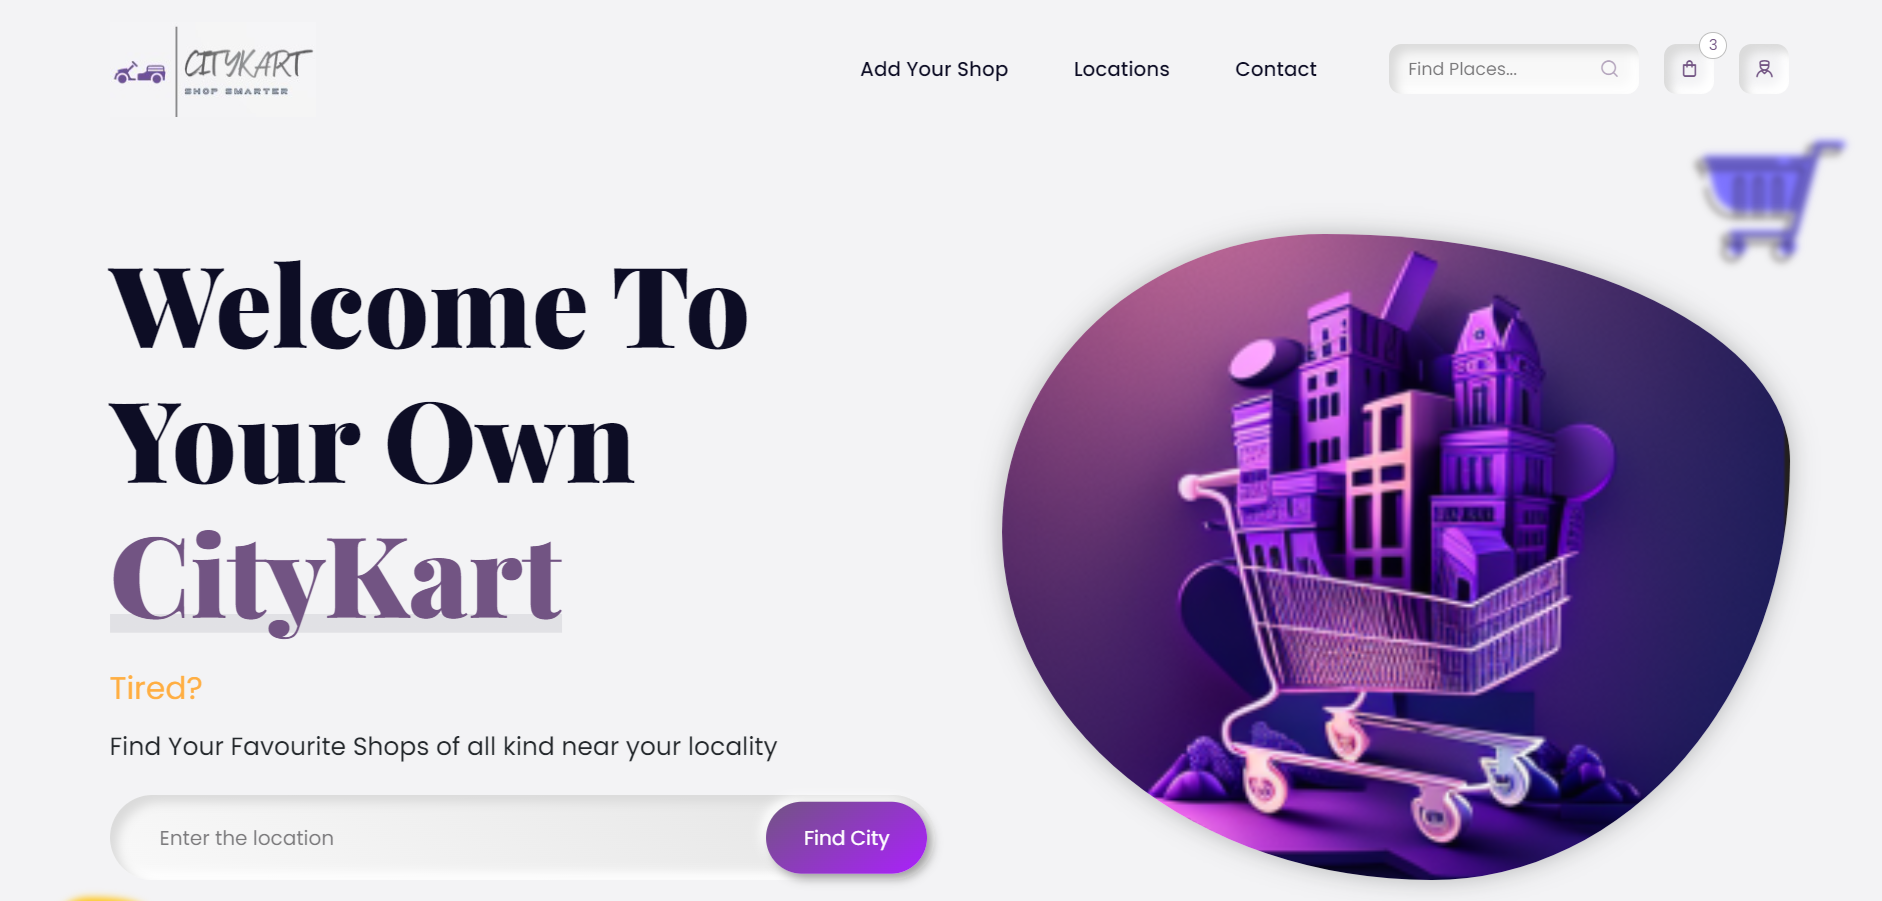 CITYKART
SHOP SMARTER
Add Your Shop
Locations
Contact
Find Places...
3
Welcome To
Your Own
CityKart
Tired?
Find Your Favourite Shops of all kind near your locality
Enter the location
Find City